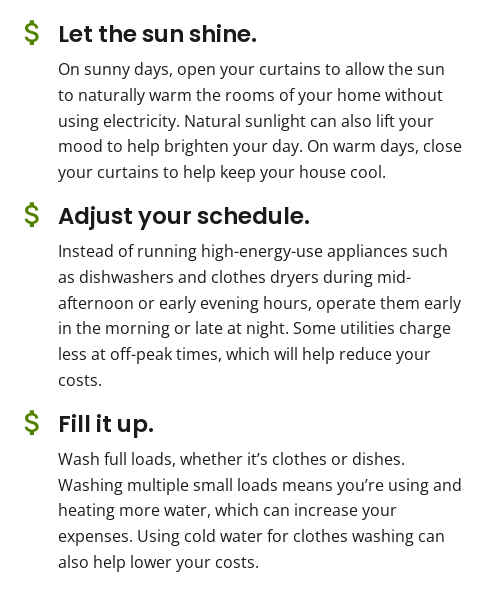 $ Let the sun shine.
On sunny days, open your curtains to allow the sun
to naturally warm the rooms of your home without
using electricity. Natural sunlight can also lift your
mood to help brighten your day. On warm days, close
your curtains to help keep your house cool.
$ Adjust your schedule.
Instead of running high-energy-use appliances such
as dishwashers and clothes dryers during mid-
afternoon or early evening hours, operate them early
in the morning or late at night. Some utilities charge
less at off-peak times, which will help reduce your
costs.
$ Fill it up.
Wash full loads, whether it’s clothes or dishes.
Washing multiple small loads means you’re using and
heating more water, which can increase your
expenses. Using cold water for clothes washing can
also help lower your costs.